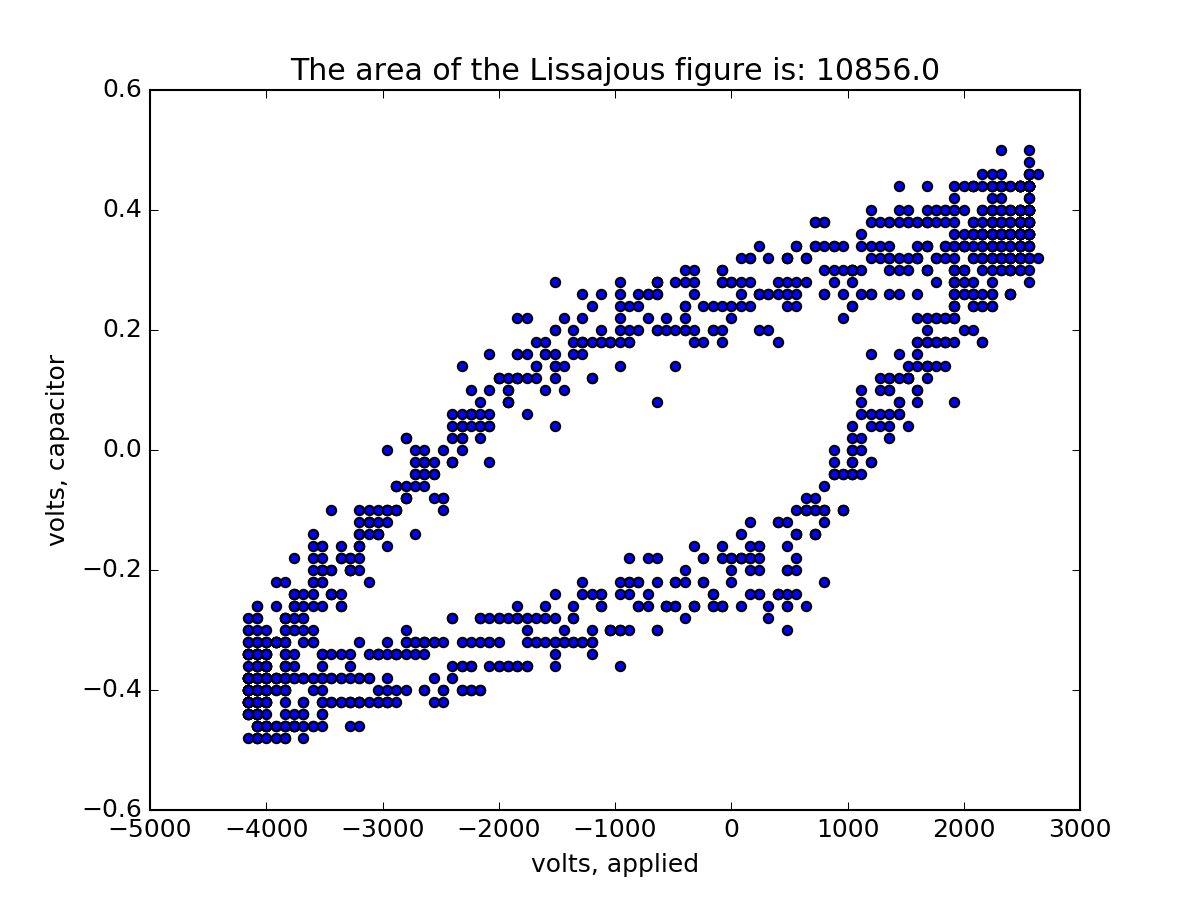 The area of the Lissajous figure is: 10856.0
0.6
0.4
0.2
0.0
−0.2
−0.4
−0.6
volts, capacitor
−5000 −4000 −3000 −2000 −1000 0 1000 2000 3000
volts, applied